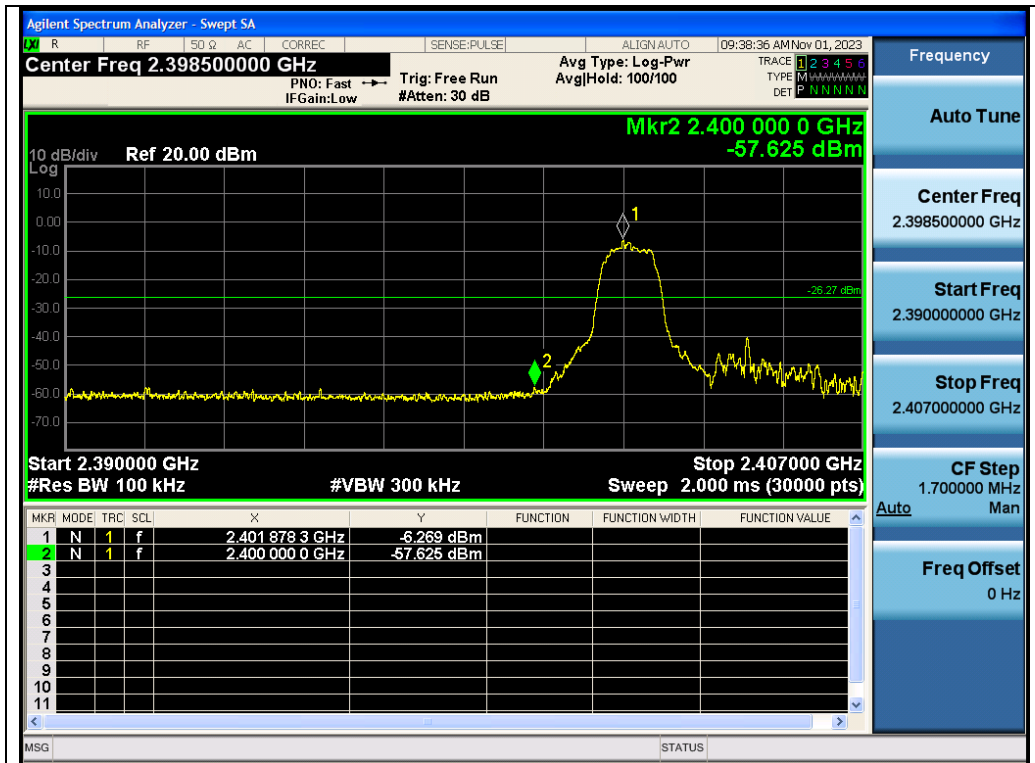 Agilent Spectrum Analyzer - Swept SA
LXI R RF 50 Ω AC CORREC SENSE:PULSE ALIGN AUTO 09:38:36 AM Nov 01, 2023
Center Freq 2.398500000 GHz
PNO: Fast
IFGain:Low
Trig: Free Run
#Atten: 30 dB
Avg Type: Log-Pwr
Avg|Hold: 100/100
TRACE 1 2 3 4 5 6
TYPE M WWWWW
DET P N N N N N
Mkr2 2.400 000 0 GHz
-57.625 dBm
10 dB/div Ref 20.00 dBm
Log
10.0
0.00
-10.0
-20.0
-30.0
-40.0
-50.0
-60.0
-70.0
1
2
-26.27 dBm
Start 2.390000 GHz Stop 2.407000 GHz
#Res BW 100 kHz #VBW 300 kHz Sweep 2.000 ms (30000 pts)
MKR MODE TRC SCL X Y FUNCTION FUNCTION WIDTH FUNCTION VALUE
1 N 1 f 2.401 878 3 GHz -6.269 dBm
2 N 1 f 2.400 000 0 GHz -57.625 dBm
3
4
5
6
7
8
9
10
11
MSG STATUS
Frequency
Auto Tune
Center Freq
2.398500000 GHz
Start Freq
2.390000000 GHz
Stop Freq
2.407000000 GHz
CF Step
1.700000 MHz
Auto Man
Freq Offset
0 Hz